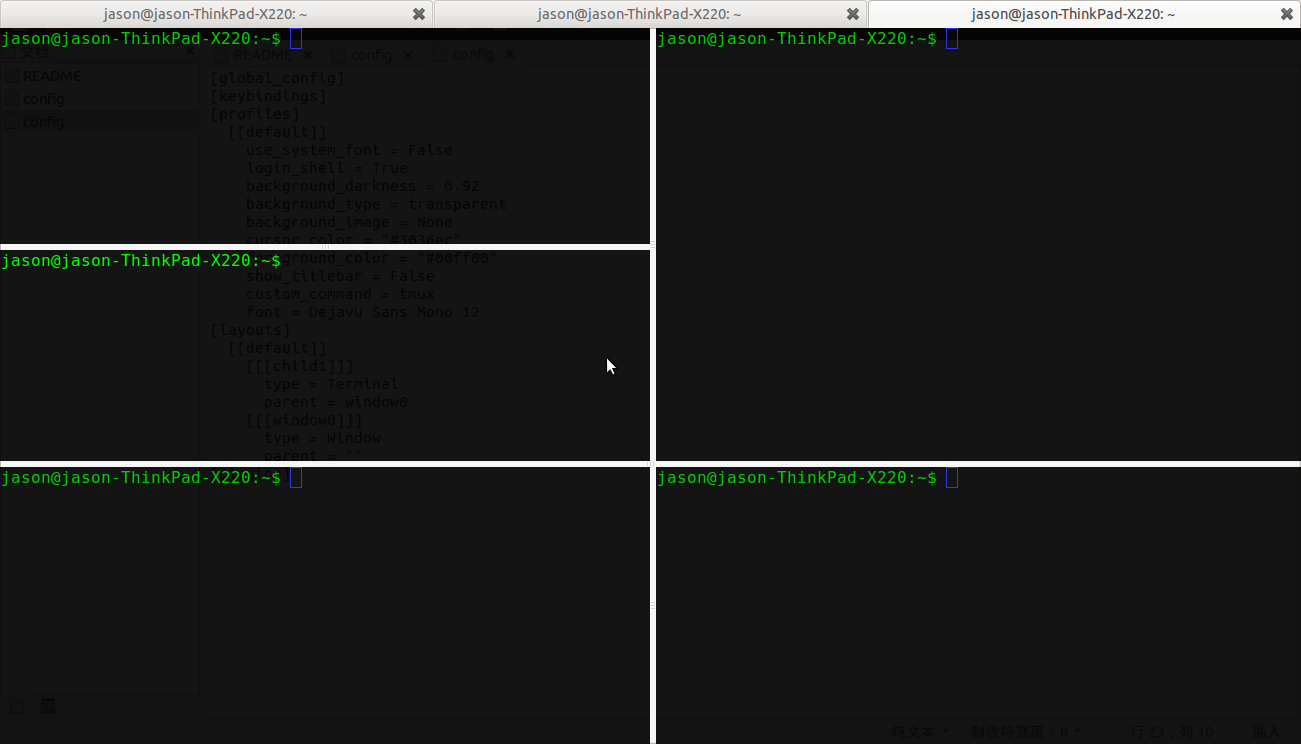 jason@jason-ThinkPad-X220: ~
jason@jason-ThinkPad-X220: ~
jason@jason-ThinkPad-X220: ~
jason@jason-ThinkPad-X220:~$
jason@jason-ThinkPad-X220:~$
文档
README
config
config
README
config
config
[global_config]
[keybindings]
[profiles]
[[default]]
use_system_font = False
login_shell = True
background_darkness = 0.92
background_type = transparent
background_image = None
cursor_color = "#3036ec"
jason@jason-ThinkPad-X220:~$
ground_color = "#00ff00"
show_titlebar = False
custom_command = tmux
font = Dejavu Sans Mono 12
[layouts]
[[default]]
[[[child1]]]
type = Terminal
parent = window0
[[[window0]]]
type = Window
parent = ""
jason@jason-ThinkPad-X220:~$
jason@jason-ThinkPad-X220:~$
纯文本
制表符宽度：8
行 23，列 10
插入